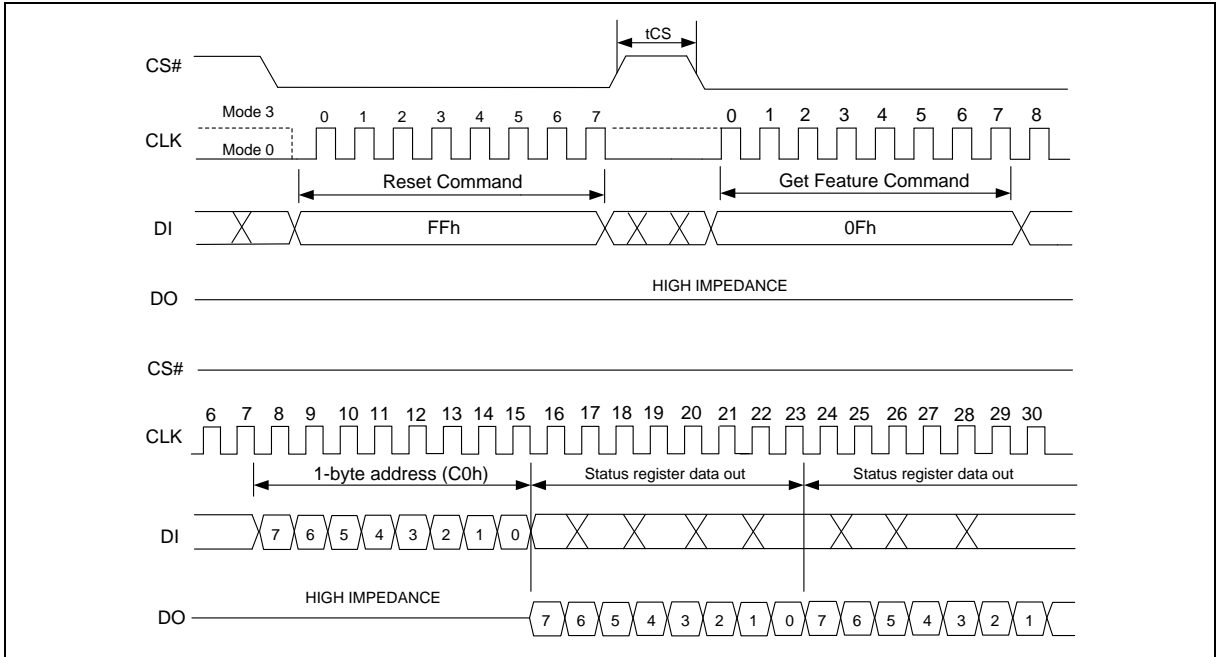 tCS
CS#
Mode 3
0 1 2 3 4 5 6 7 0 1 2 3 4 5 6 7 8
CLK
Mode 0
Reset Command Get Feature Command
DI FFh 0Fh
HIGH IMPEDANCE
DO
CS#
6 7 8 9 10 11 12 13 14 15 16 17 18 19 20 21 22 23 24 25 26 27 28 29 30
CLK
1-byte address (C0h) Status register data out Status register data out
DI 7 6 5 4 3 2 1 0
HIGH IMPEDANCE
DO 7 6 5 4 3 2 1 0 7 6 5 4 3 2 1